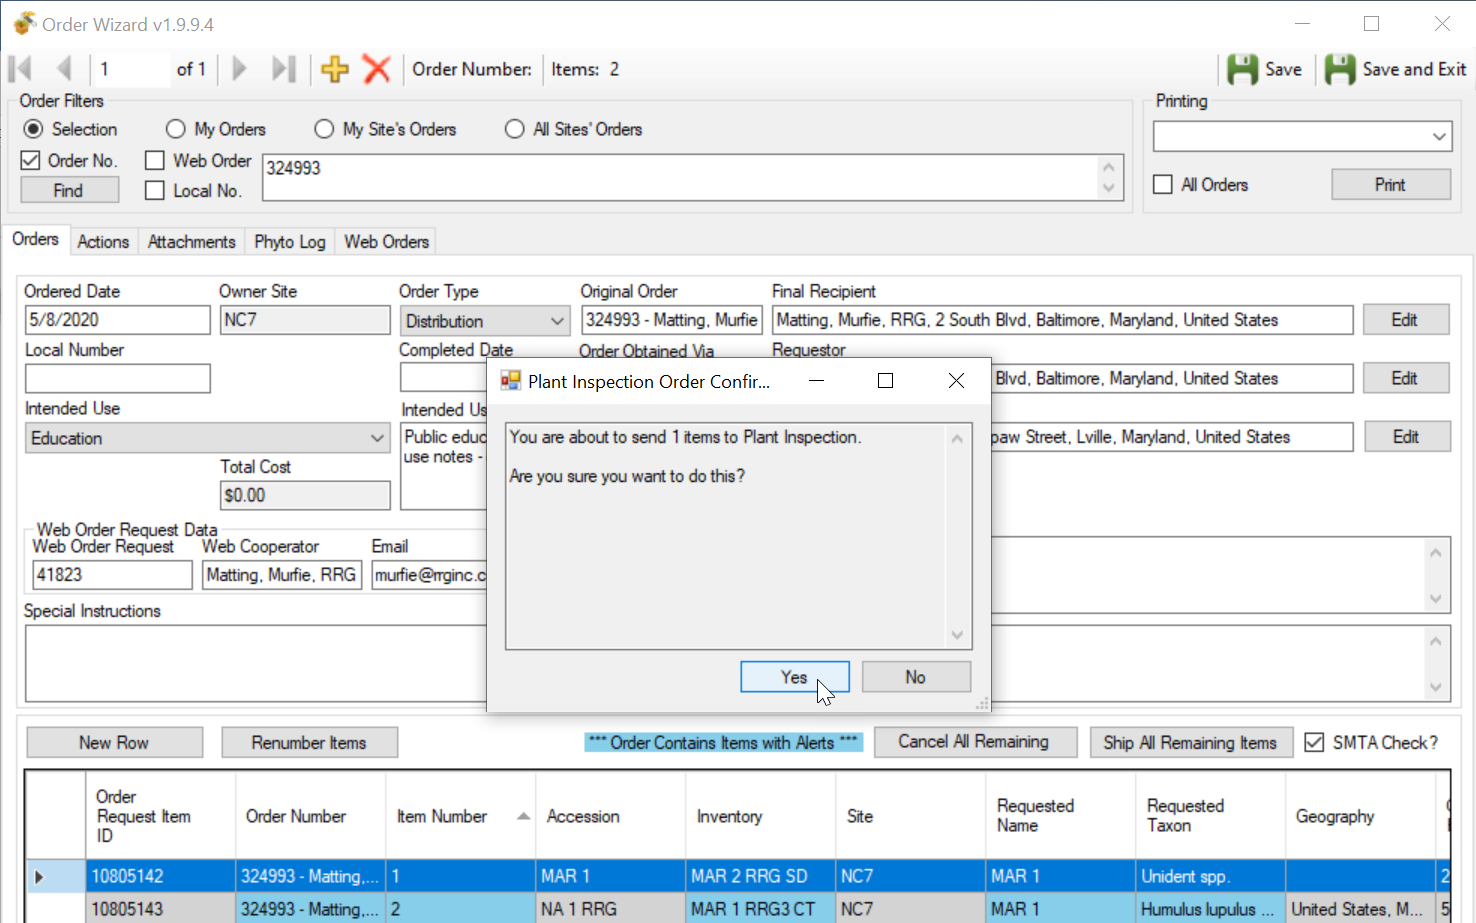 Order Wizard v1.9.9.4
1 of 1 Order Number: Items: 2 Save Save and Exit
Order Filters
Selection My Orders My Site's Orders All Sites' Orders
Order No. Web Order 324993
Find Local No.
Printing
All Orders Print
Orders Actions Attachments Phyto Log Web Orders
Ordered Date Owner Site Order Type Original Order Final Recipient
5/8/2020 NC7 Distribution 324993 - Matting, Murfie Matting, Murfie, RRG, 2 South Blvd, Baltimore, Maryland, United States Edit
Local Number Completed Date Order Obtained Via Requestor
Blvd, Baltimore, Maryland, United States Edit
Intended Use Intended Us
Education Public educ paw Street, Lville, Maryland, United States Edit
use notes -
Total Cost
$0.00
Web Order Request Data
Web Order Request Web Cooperator Email
41823 Matting, Murfie, RRG murfie@rrginc.c
Special Instructions
Plant Inspection Order Confir...
You are about to send 1 items to Plant Inspection.
Are you sure you want to do this?
Yes No
New Row Renumber Items *** Order Contains Items with Alerts *** Cancel All Remaining Ship All Remaining Items SMTA Check?
Order Request Item ID Order Number Item Number Accession Inventory Site Requested Name Requested Taxon Geography
10805142 324993 - Matting,... 1 MAR 1 MAR 2 RRG SD NC7 MAR 1 Unident spp. 2
10805143 324993 - Matting,... 2 NA 1 RRG MAR 1 RRG3 CT NC7 MAR 1 Humulus lupulus ... United States, M... 5